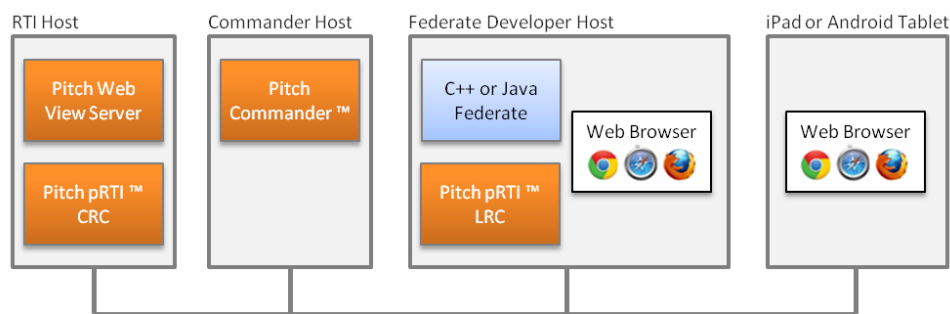 RTI Host
Commander Host
Federate Developer Host
iPad or Android Tablet
Pitch Web
View Server
Pitch pRTI ™
CRC
Pitch
Commander ™
C++ or Java
Federate
Pitch pRTI ™
LRC
Web Browser
Web Browser